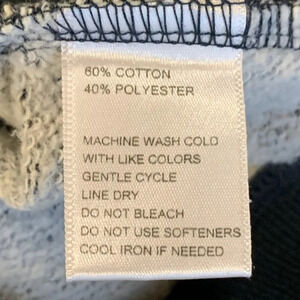 60% COTTON
40% POLYESTER
MACHINE WASH COLD
WITH LIKE COLORS
GENTLE CYCLE
LINE DRY
DO NOT BLEACH
DO NOT USE SOFTENERS
COOL IRON IF NEEDED